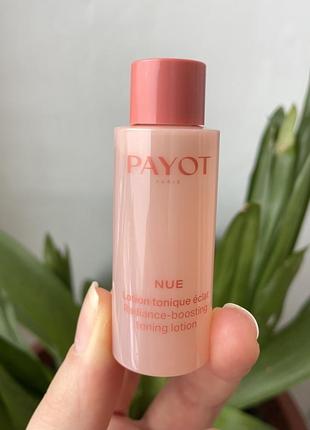 PAYOT
PARIS
NUE
Lotion tonique éclat
Radiance-boosting
toning lotion